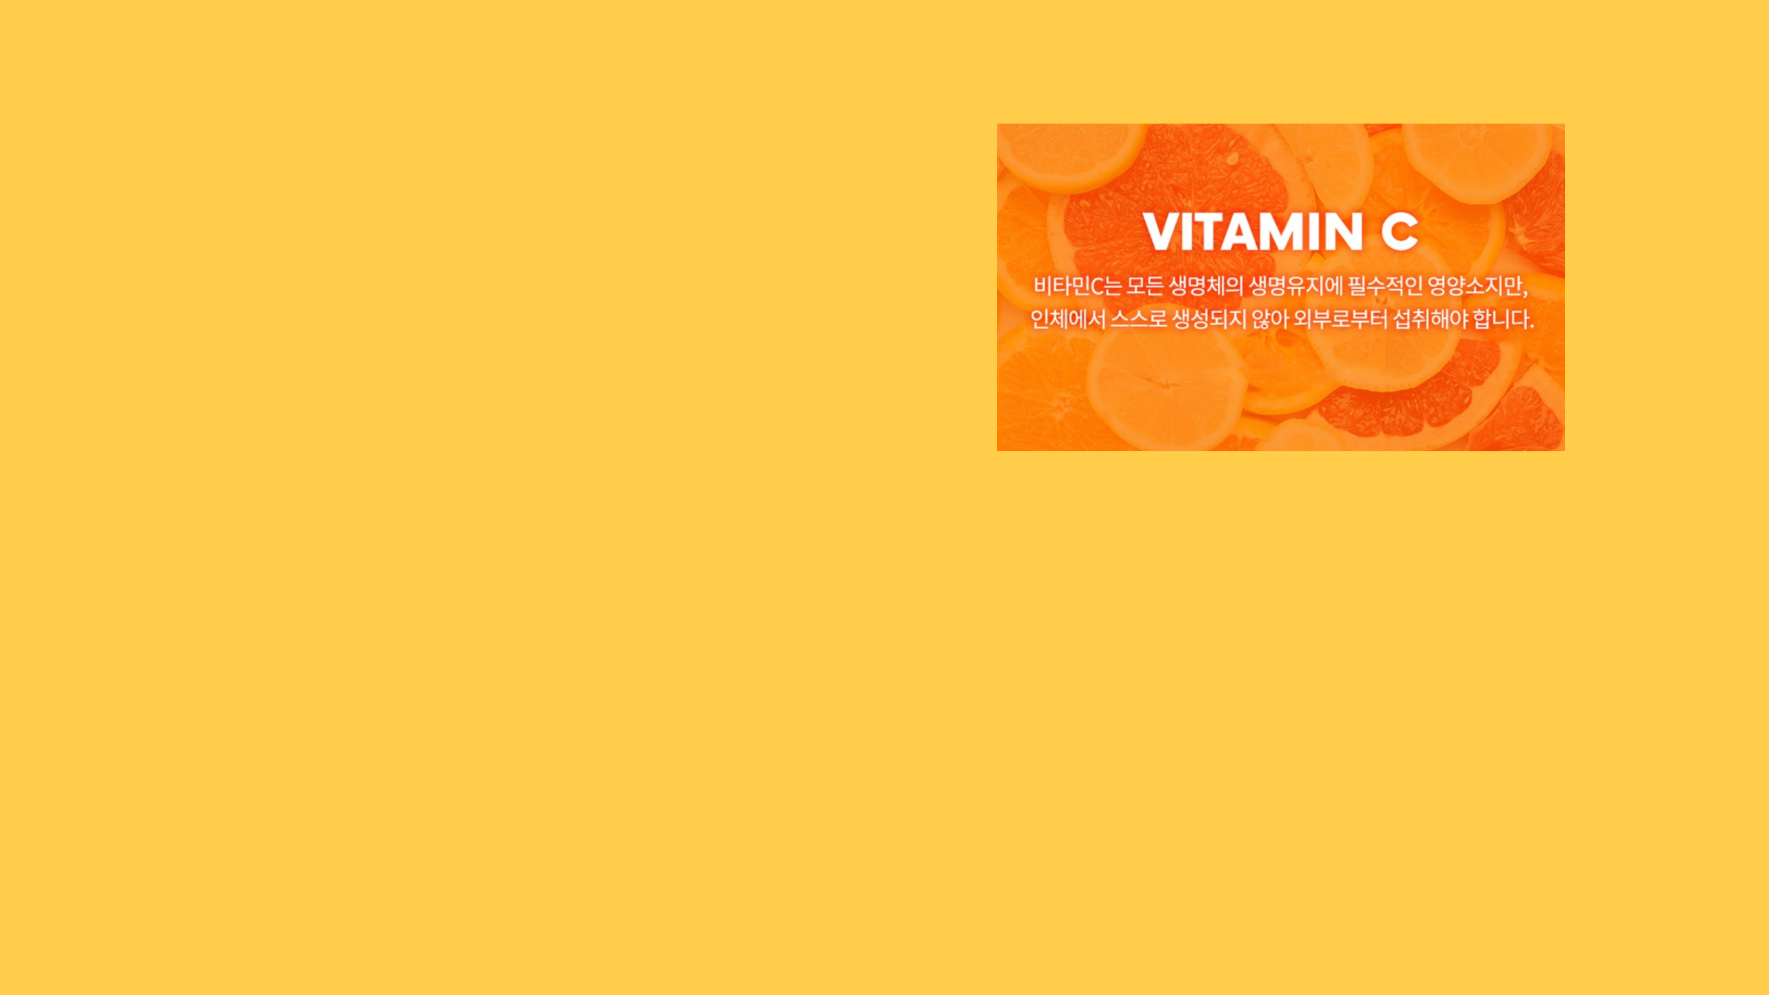 VITAMIN C
비타민C는 모든 생명체의 생명유지에 필수적인 영양소지만,
인체에서 스스로 생성되지 않아 외부로부터 섭취해야 합니다.